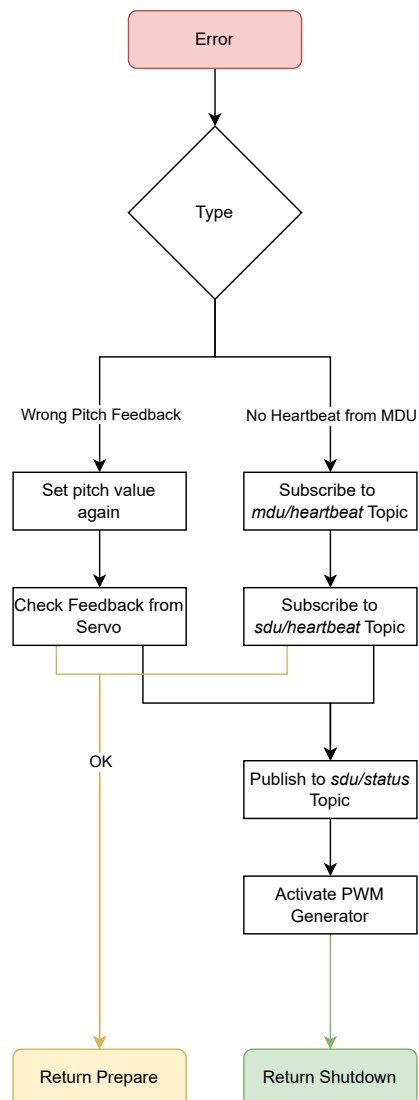 Error
Type
Wrong Pitch Feedback
No Heartbeat from MDU
Set pitch value
again
Subscribe to
mdu/heartbeat Topic
Check Feedback from
Servo
Subscribe to
sdu/heartbeat Topic
OK
Publish to sdu/status
Topic
Activate PWM
Generator
Return Prepare
Return Shutdown